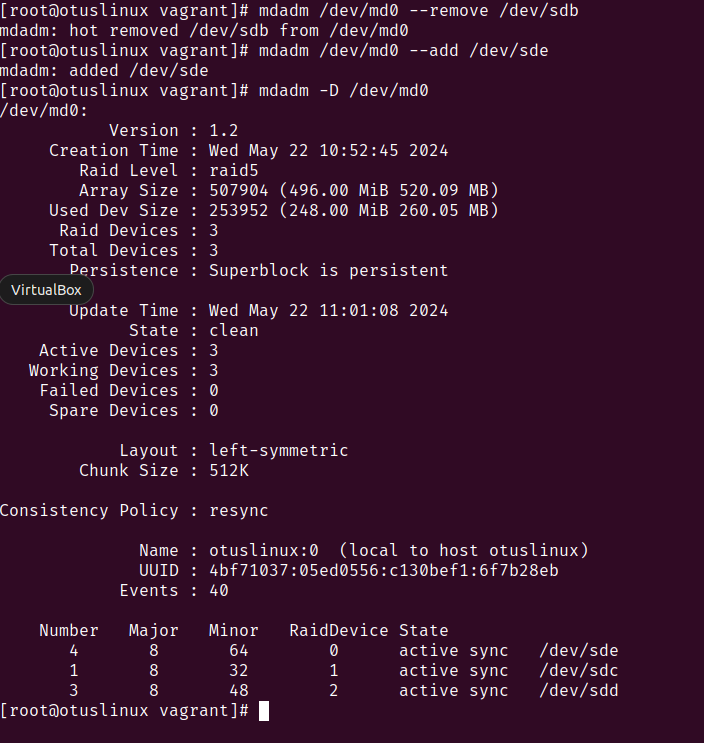 [root@otuslinux vagrant]# mdadm /dev/md0 --remove /dev/sdb
mdadm: hot removed /dev/sdb from /dev/md0
[root@otuslinux vagrant]# mdadm /dev/md0 --add /dev/sde
mdadm: added /dev/sde
[root@otuslinux vagrant]# mdadm -D /dev/md0
/dev/md0:
Version : 1.2
Creation Time : Wed May 22 10:52:45 2024
Raid Level : raid5
Array Size : 507904 (496.00 MiB 520.09 MB)
Used Dev Size : 253952 (248.00 MiB 260.05 MB)
Raid Devices : 3
Total Devices : 3
Persistence : Superblock is persistent
VirtualBox
Update Time : Wed May 22 11:01:08 2024
State : clean
Active Devices : 3
Working Devices : 3
Failed Devices : 0
Spare Devices : 0
Layout : left-symmetric
Chunk Size : 512K
Consistency Policy : resync
Name : otuslinux:0  (local to host otuslinux)
UUID : 4bf71037:05ed0556:c130bef1:6f7b28eb
Events : 40
Number   Major   Minor   RaidDevice State
4       8       64        0      active sync   /dev/sde
1       8       32        1      active sync   /dev/sdc
3       8       48        2      active sync   /dev/sdd
[root@otuslinux vagrant]#